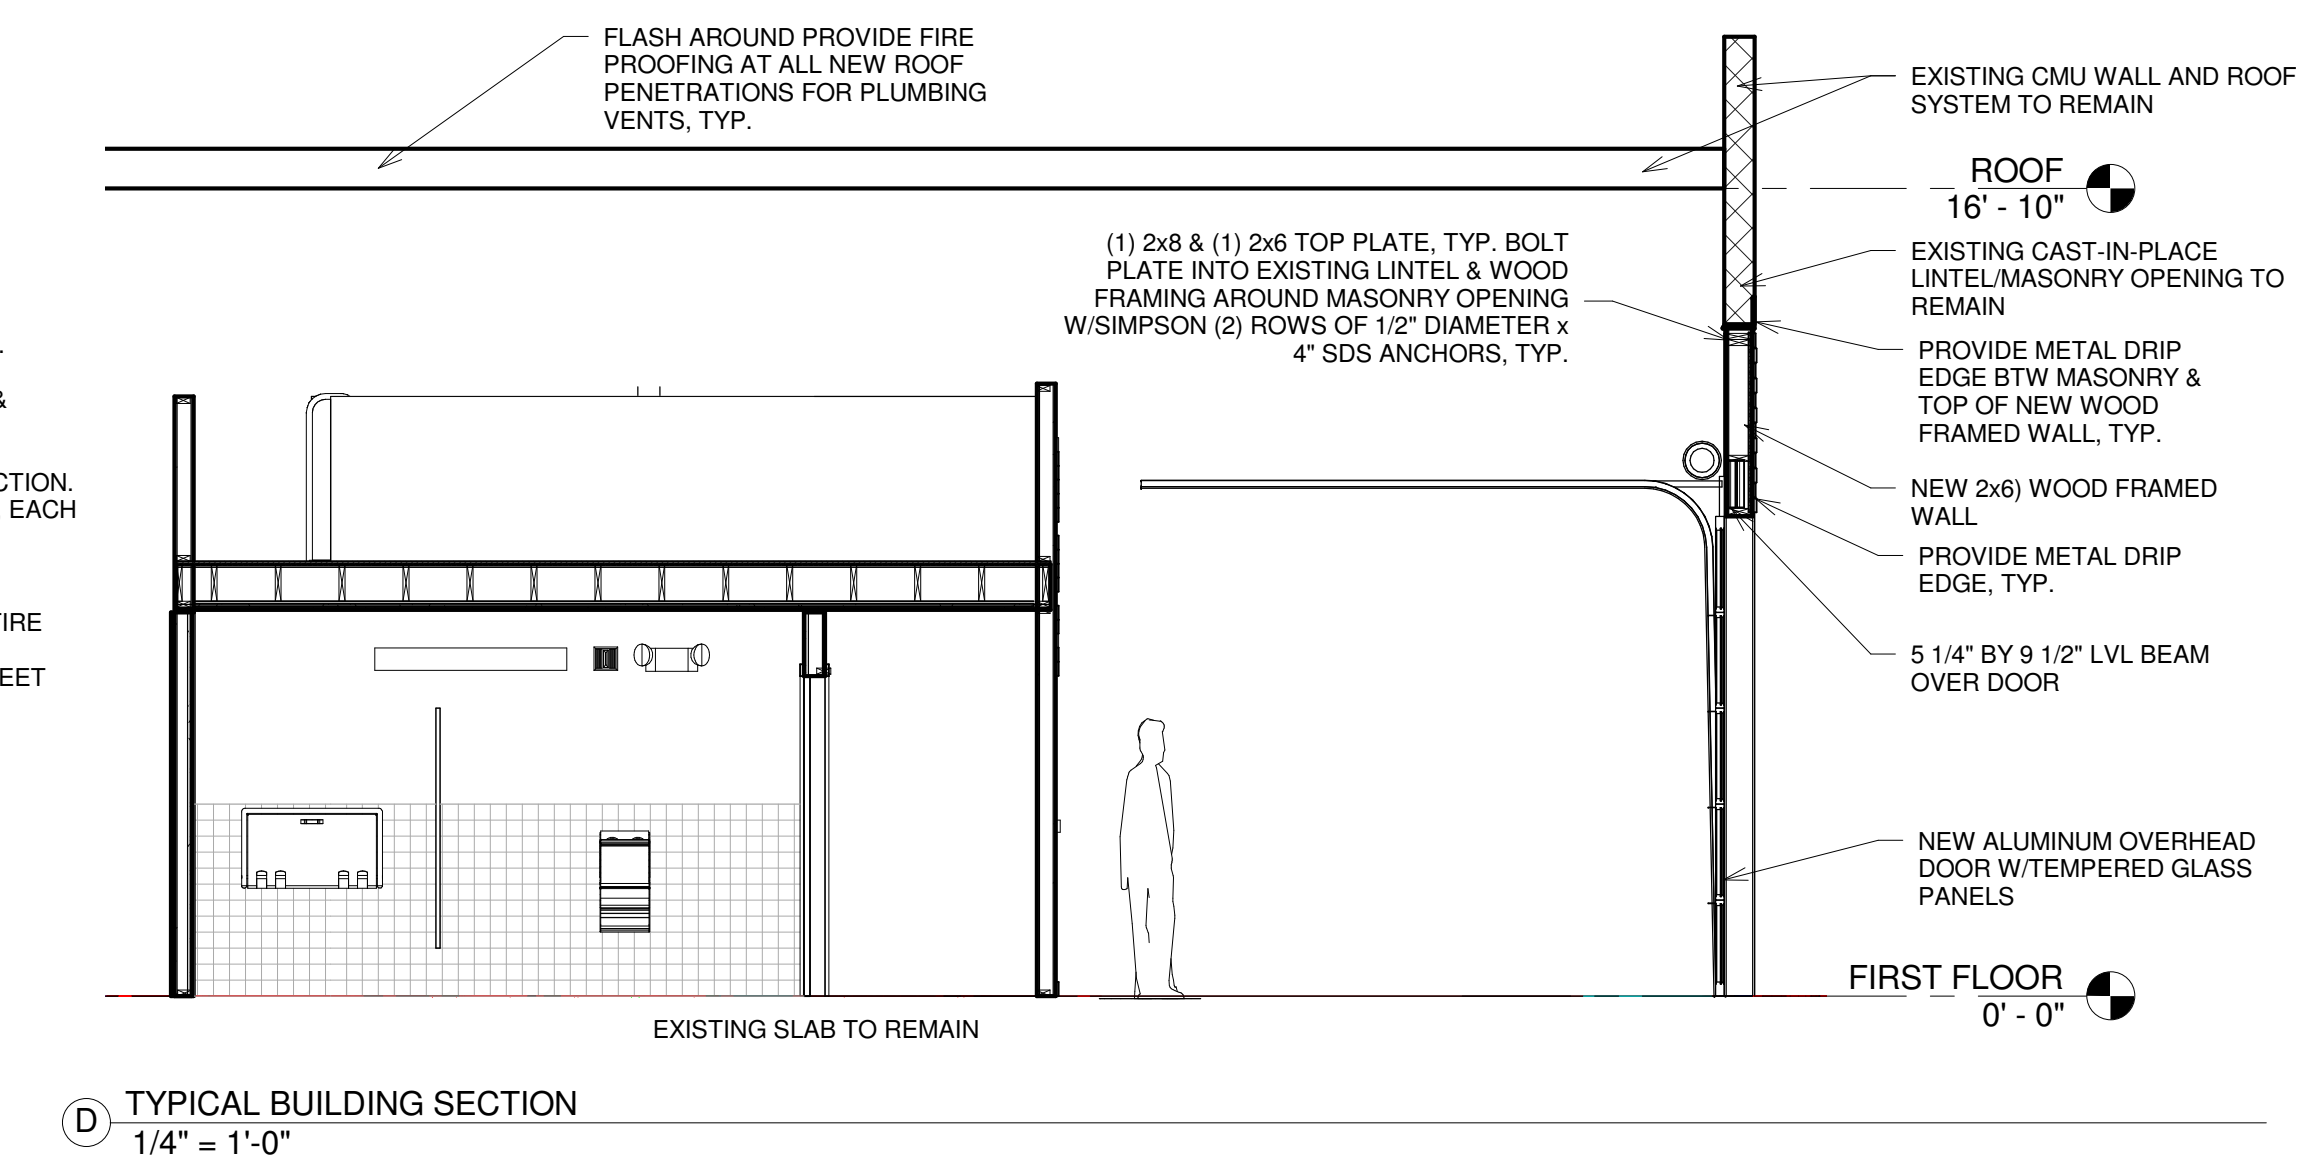 FLASH AROUND PROVIDE FIRE
PROOFING AT ALL NEW ROOF
PENETRATIONS FOR PLUMBING
VENTS, TYP.
EXISTING CMU WALL AND ROOF
SYSTEM TO REMAIN
ROOF
16' - 10"
(1) 2x8 & (1) 2x6 TOP PLATE, TYP. BOLT
PLATE INTO EXISTING LINTEL & WOOD
FRAMING AROUND MASONRY OPENING
W/SIMPSON (2) ROWS OF 1/2" DIAMETER x
4" SDS ANCHORS, TYP.
EXISTING CAST-IN-PLACE
LINTEL/MASONRY OPENING TO
REMAIN
PROVIDE METAL DRIP
EDGE BTW MASONRY &
TOP OF NEW WOOD
FRAMED WALL, TYP.
NEW 2x6) WOOD FRAMED
WALL
PROVIDE METAL DRIP
EDGE, TYP.
5 1/4" BY 9 1/2" LVL BEAM
OVER DOOR
NEW ALUMINUM OVERHEAD
DOOR W/TEMPERED GLASS
PANELS
.
&
CTION.
EACH
EET
FIRST FLOOR
0' - 0"
EXISTING SLAB TO REMAIN
D
TYPICAL BUILDING SECTION
1/4" = 1'-0"